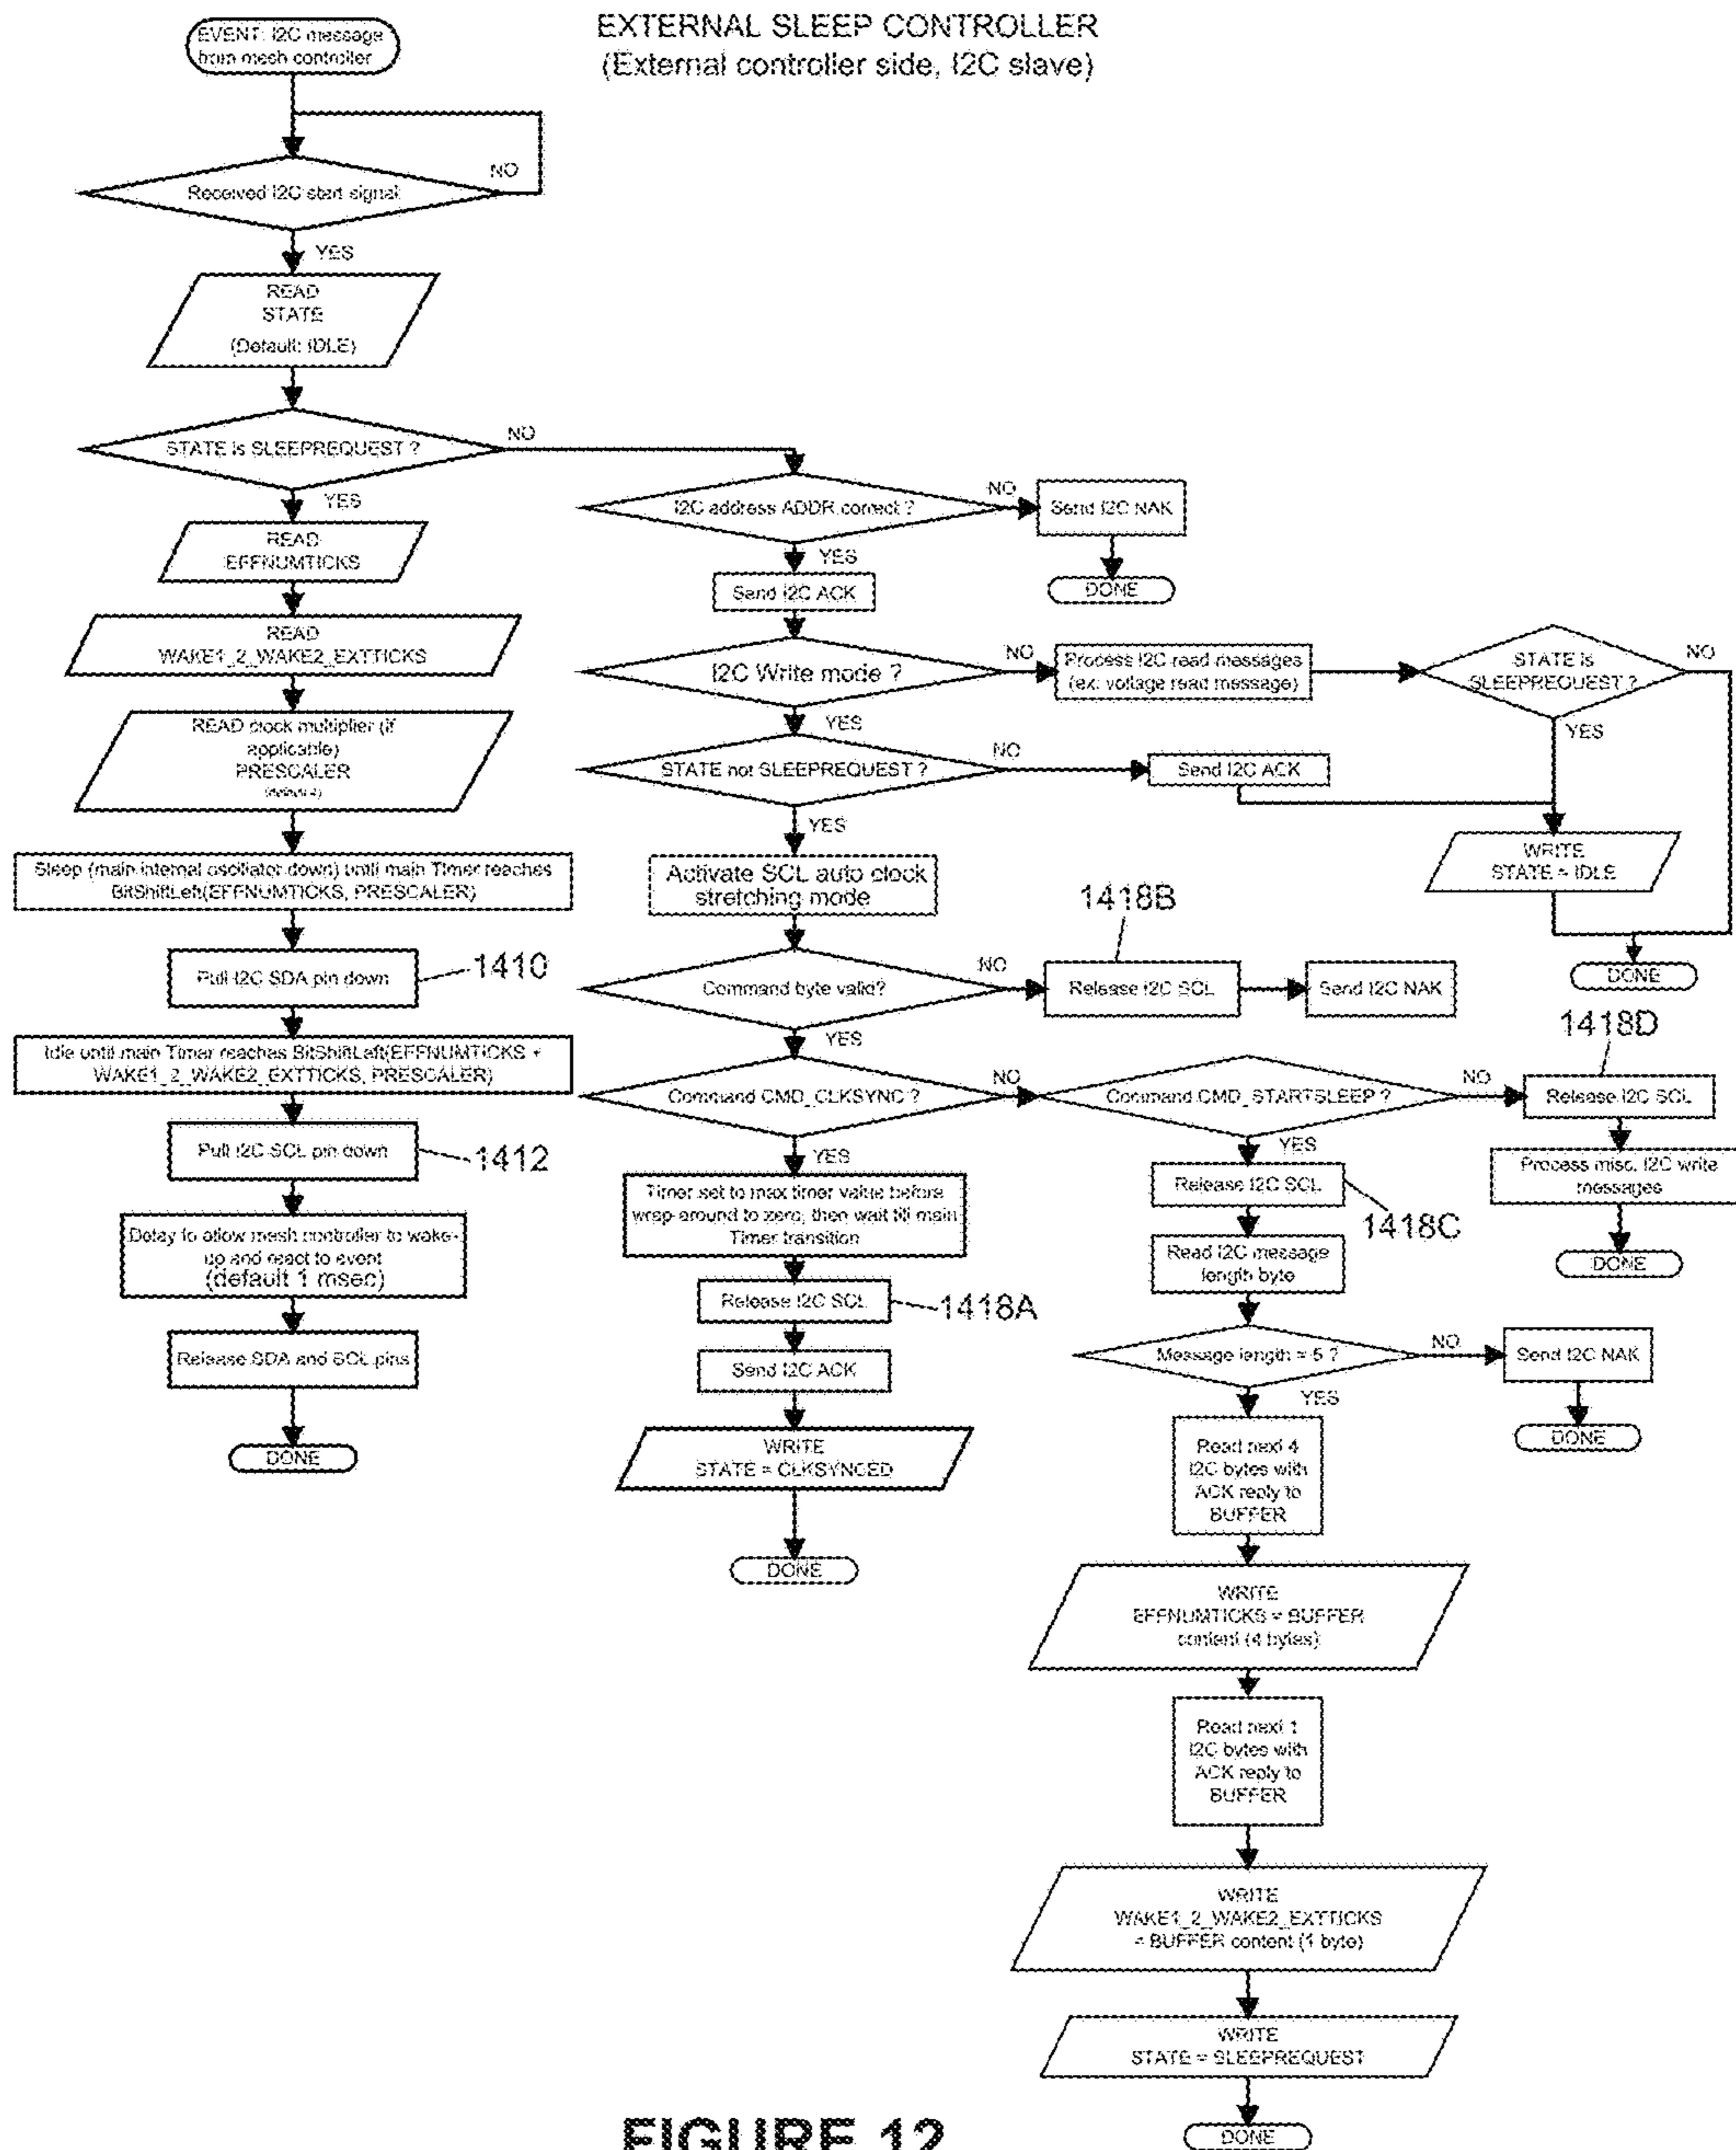 EXTERNAL SLEEP CONTROLLER
(External controller side, I2C slave)
EVENT: I2C message
from mesh controller
Received I2C start signal
NO
YES
READ
STATE
(Default: IDLE)
STATE is SLEEPREQUEST ?
NO
YES
READ
EFFNUMTICKS
READ
WAKE1_2_WAKE2_EXTTICKS
READ clock multiplier (if
applicable)
PRESCALER
Sleep (main internal oscillator down) until main Timer reaches
BitShiftLeft(EFFNUMTICKS, PRESCALER)
Pull I2C SDA pin down
1410
Idle until main Timer reaches BitShiftLeft(EFFNUMTICKS +
WAKE1_2_WAKE2_EXTTICKS, PRESCALER)
Pull I2C SCL pin down
1412
Delay to allow mesh controller to wake-
up and react to event
(default 1 msec)
Release SDA and SCL pins
DONE
I2C address ADDR correct ?
NO
Send I2C NAK
DONE
YES
Send I2C ACK
I2C Write mode ?
NO
Process I2C read messages
(ex: voltage read message)
STATE is
SLEEPREQUEST ?
NO
YES
YES
STATE not SLEEPREQUEST ?
NO
Send I2C ACK
WRITE
STATE = IDLE
DONE
YES
Activate SCL auto clock
stretching mode
Command byte valid?
NO
1418B
Release I2C SCL
Send I2C NAK
YES
Command CMD_CLKSYNC ?
NO
Command CMD_STARTSLEEP ?
NO
1418D
Release I2C SCL
Process misc. I2C write
messages
DONE
YES
Timer set to max timer value before
wrap-around to zero, then wait till main
Timer transition
Release I2C SCL
1418A
Send I2C ACK
WRITE
STATE = CLKSYNCED
DONE
YES
Release I2C SCL
1418C
Read I2C message
length byte
Message length = 5 ?
NO
Send I2C NAK
DONE
YES
Read next 4
I2C bytes with
ACK reply to
BUFFER
WRITE
EFFNUMTICKS = BUFFER
content (4 bytes)
Read next 1
I2C bytes with
ACK reply to
BUFFER
WRITE
WAKE1_2_WAKE2_EXTTICKS
= BUFFER content (1 byte)
WRITE
STATE = SLEEPREQUEST
DONE
FIGURE 12